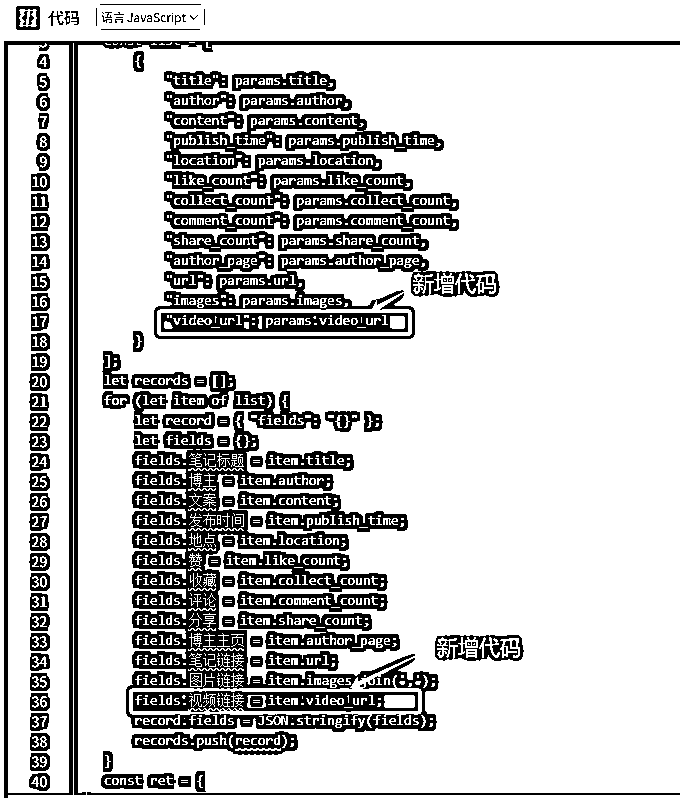 代码 语言 JavaScript
4 {
5 "title": params.title,
6 "author": params.author,
7 "content": params.content,
8 "publish_time": params.publish_time,
9 "location": params.location,
10 "like_count": params.like_count,
11 "collect_count": params.collect_count,
12 "comment_count": params.comment_count,
13 "share_count": params.share_count,
14 "author_page": params.author_page,
15 "url": params.url,
新增代码
16 "images": params.images,
17 "video_url": params.video_url
18 }
19 ];
20 let records = [];
21 for (let item of list) {
22 let record = { "fields": "{}" };
23 let fields = {};
24 fields.笔记标题 = item.title;
25 fields.博主 = item.author;
26 fields.文案 = item.content;
27 fields.发布时间 = item.publish_time;
28 fields.地点 = item.location;
29 fields.赞 = item.like_count;
30 fields.收藏 = item.collect_count;
31 fields.评论 = item.comment_count;
32 fields.分享 = item.share_count;
33 fields.博主主页 = item.author_page;
新增代码
34 fields.笔记链接 = item.url;
35 fields.图片链接 = item.images.join(",");
36 fields.视频链接 = item.video_url;
37 record.fields = JSON.stringify(fields);
38 records.push(record);
39 }
40 const ret = {